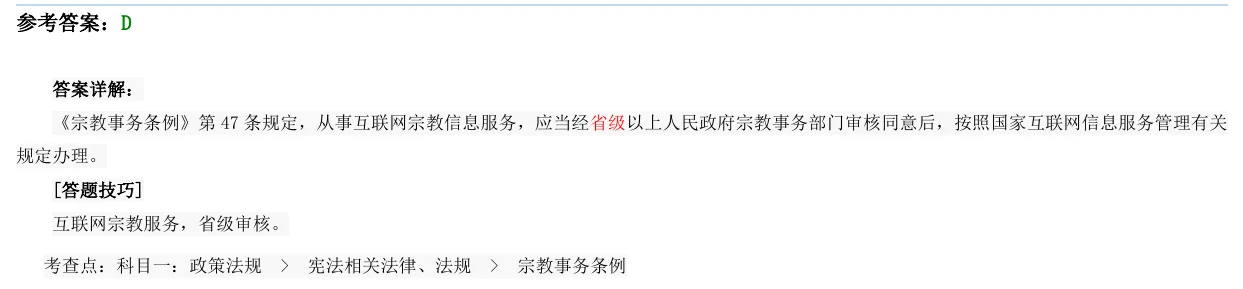 参考答案：D
答案详解：
《宗教事务条例》第 47 条规定，从事互联网宗教信息服务，应当经省级以上人民政府宗教事务部门审核同意后，按照国家互联网信息服务管理有关
规定办理。
[答题技巧]
互联网宗教服务，省级审核。
考查点：科目一：政策法规 > 宪法相关法律、法规 > 宗教事务条例